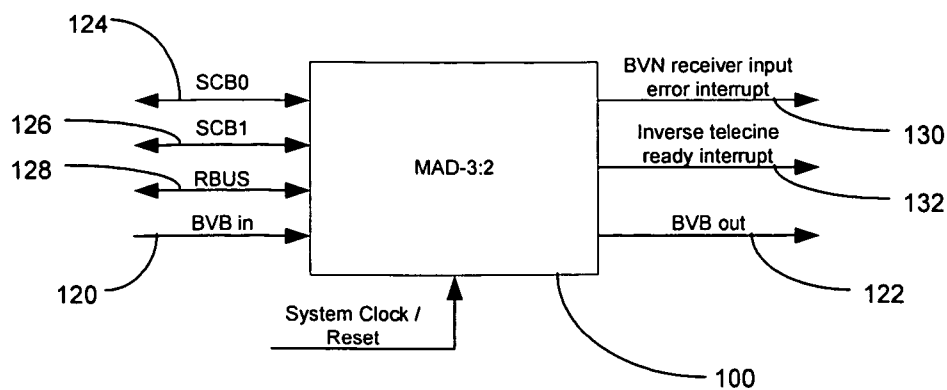 124
SCB0
126
SCB1
128
RBUS
BVB in
120
MAD-3:2
BVN receiver input
error interrupt
130
Inverse telecine
ready interrupt
132
BVB out
122
System Clock /
Reset
100